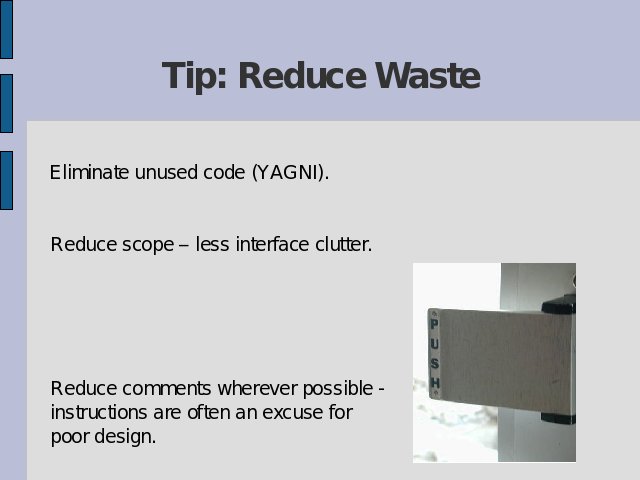 Tip: Reduce Waste
Eliminate unused code (YAGNI).
Reduce scope – less interface clutter.
Reduce comments wherever possible -
instructions are often an excuse for
poor design.
PUSH